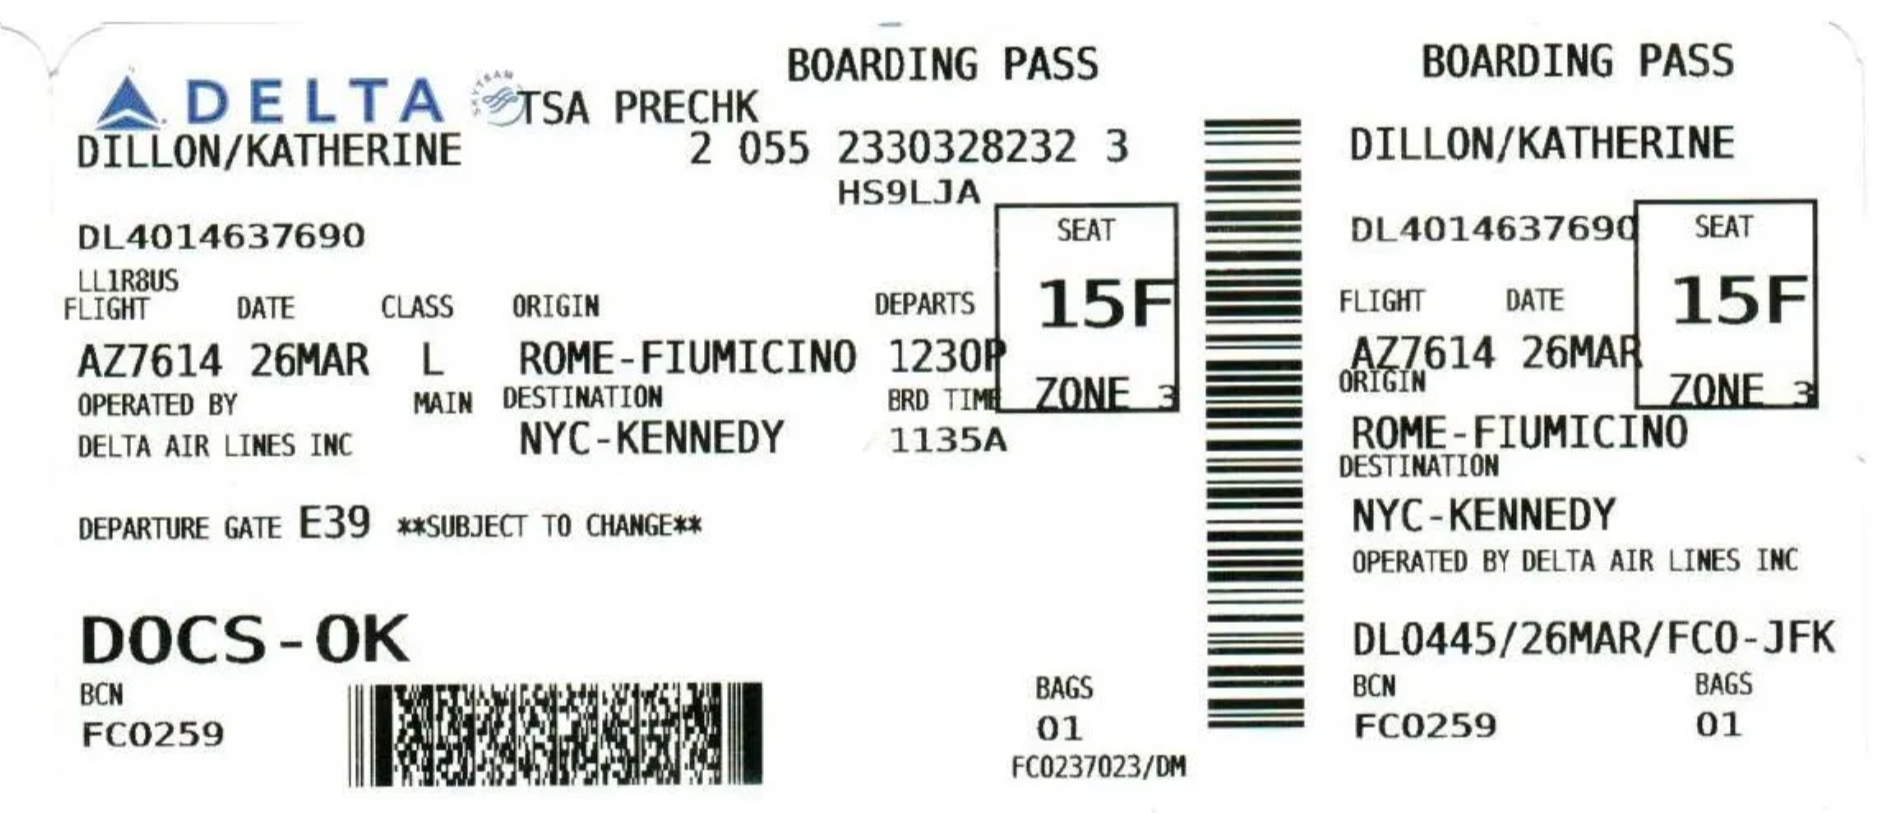 BOARDING PASS
DELTA SKYTEAM TSA PRECHK
DILLON/KATHERINE 2 055 2330328232 3
HS9LJA
DL4014637690
LL1R8US
SEAT
15F
ZONE 3
FLIGHT DATE CLASS ORIGIN DEPARTS
AZ7614 26MAR L ROME-FIUMICINO 1230P
OPERATED BY MAIN DESTINATION BRD TIME
DELTA AIR LINES INC NYC-KENNEDY 1135A
DEPARTURE GATE E39 **SUBJECT TO CHANGE**
DOCS-OK
BCN BAGS
FC0259 01
FC0237023/DM
BOARDING PASS
DILLON/KATHERINE
DL4014637690
SEAT
15F
ZONE 3
FLIGHT DATE
AZ7614 26MAR
ORIGIN
ROME-FIUMICINO
DESTINATION
NYC-KENNEDY
OPERATED BY DELTA AIR LINES INC
DL0445/26MAR/FCO-JFK
BCN BAGS
FC0259 01